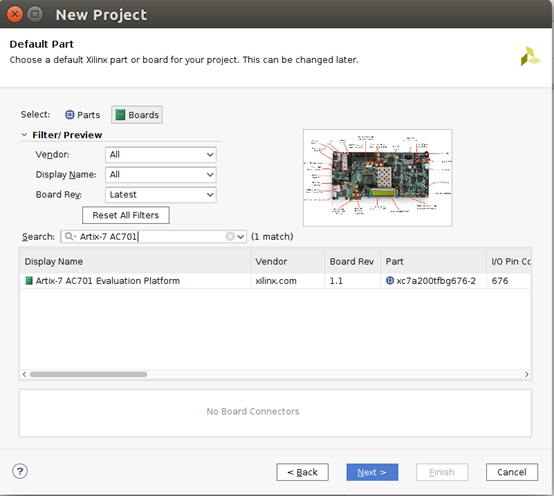 New Project
Default Part
Choose a default Xilinx part or board for your project. This can be changed later.
Select: Parts Boards
Filter/ Preview
Vendor: All
Display Name: All
Board Rev: Latest
Reset All Filters
Search: Artix-7 AC701 (1 match)
Display Name Vendor Board Rev Part I/O Pin Co
Artix-7 AC701 Evaluation Platform xilinx.com 1.1 xc7a200tfbg676-2 676
No Board Connectors
? < Back Next > Finish Cancel